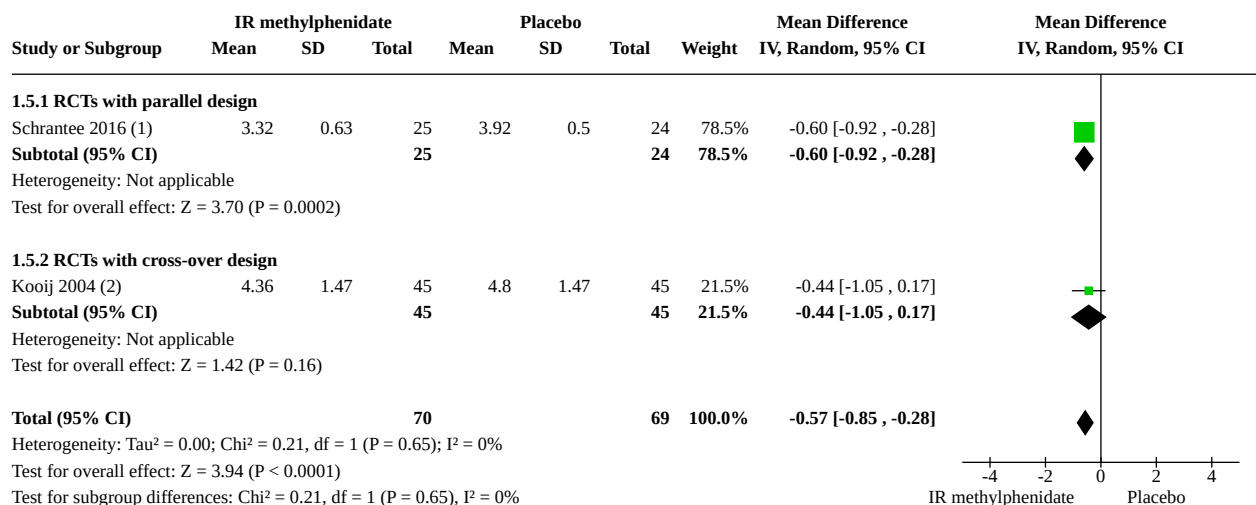 IR methylphenidate Placebo Mean Difference Mean Difference
Study or Subgroup Mean SD Total Mean SD Total Weight IV, Random, 95% CI IV, Random, 95% CI
1.5.1 RCTs with parallel design
Schrantee 2016 (1) 3.32 0.63 25 3.92 0.5 24 78.5% -0.60 [-0.92 , -0.28]
Subtotal (95% CI) 25 24 78.5% -0.60 [-0.92 , -0.28]
Heterogeneity: Not applicable
Test for overall effect: Z = 3.70 (P = 0.0002)
1.5.2 RCTs with cross-over design
Kooij 2004 (2) 4.36 1.47 45 4.8 1.47 45 21.5% -0.44 [-1.05 , 0.17]
Subtotal (95% CI) 45 45 21.5% -0.44 [-1.05 , 0.17]
Heterogeneity: Not applicable
Test for overall effect: Z = 1.42 (P = 0.16)
Total (95% CI) 70 69 100.0% -0.57 [-0.85 , -0.28]
Heterogeneity: Tau² = 0.00; Chi² = 0.21, df = 1 (P = 0.65); I² = 0%
Test for overall effect: Z = 3.94 (P < 0.0001) -4 -2 0 2 4
Test for subgroup differences: Chi² = 0.21, df = 1 (P = 0.65), I² = 0% IR methylphenidate Placebo